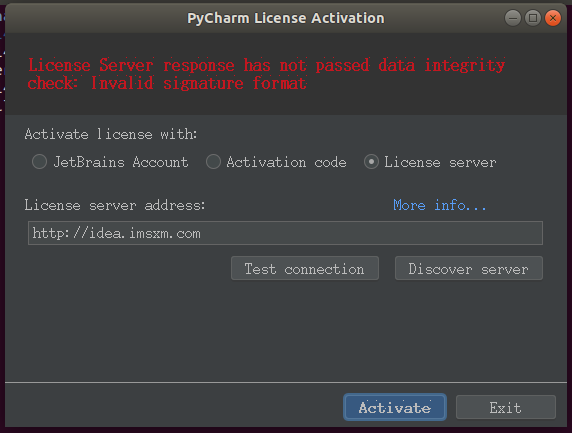 PyCharm License Activation
License Server response has not passed data integrity
check: Invalid signature format
Activate license with:
JetBrains Account Activation code License server
License server address: More info...
http://idea.imsxm.com
Test connection Discover server
Activate Exit